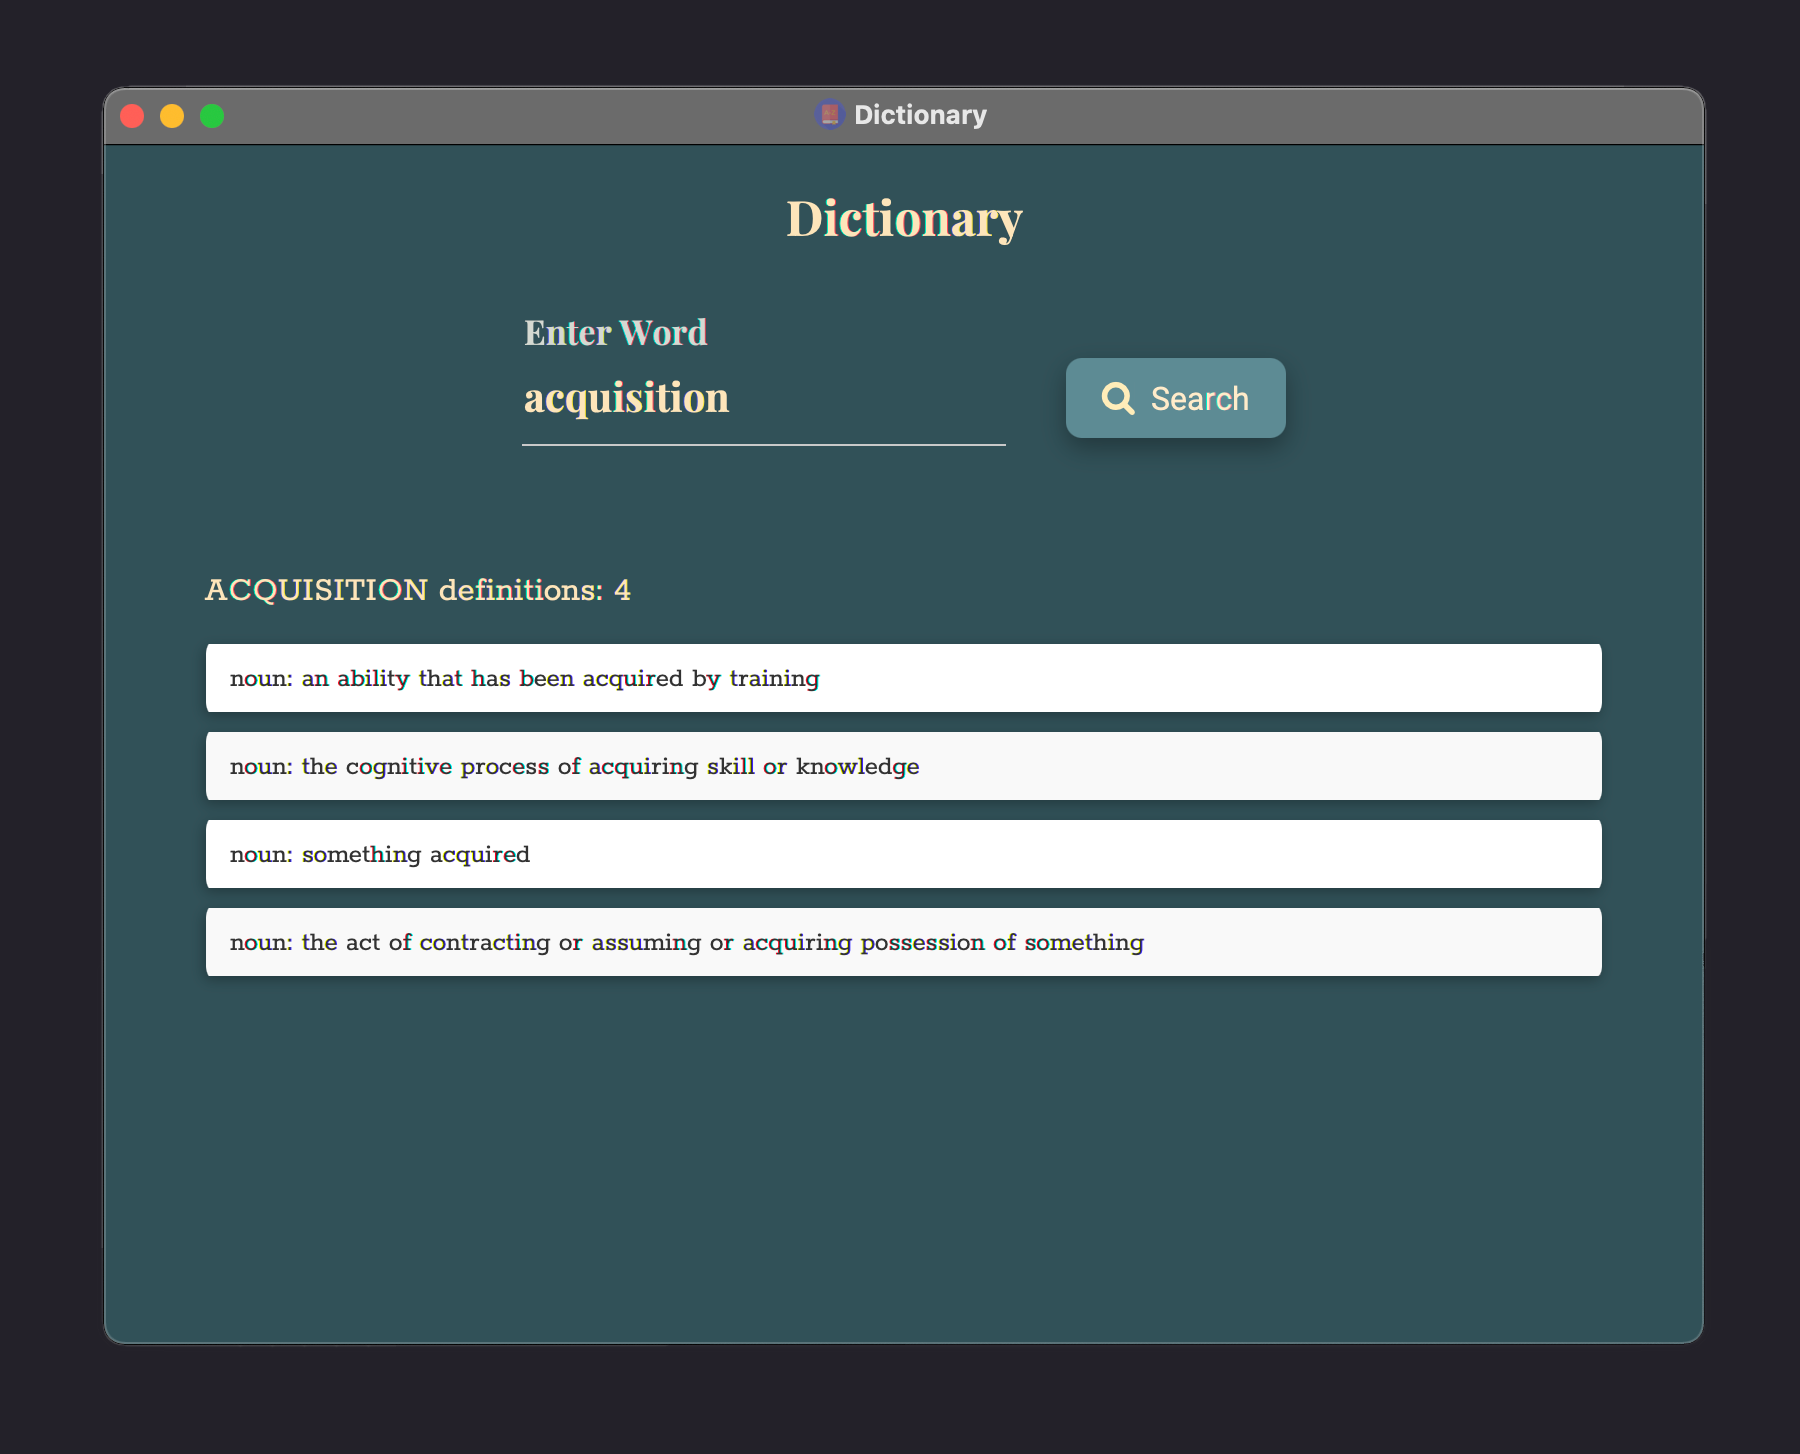 Dictionary
Dictionary
Enter Word
acquisition
Search
ACQUISITION definitions: 4
noun: an ability that has been acquired by training
noun: the cognitive process of acquiring skill or knowledge
noun: something acquired
noun: the act of contracting or assuming or acquiring possession of something